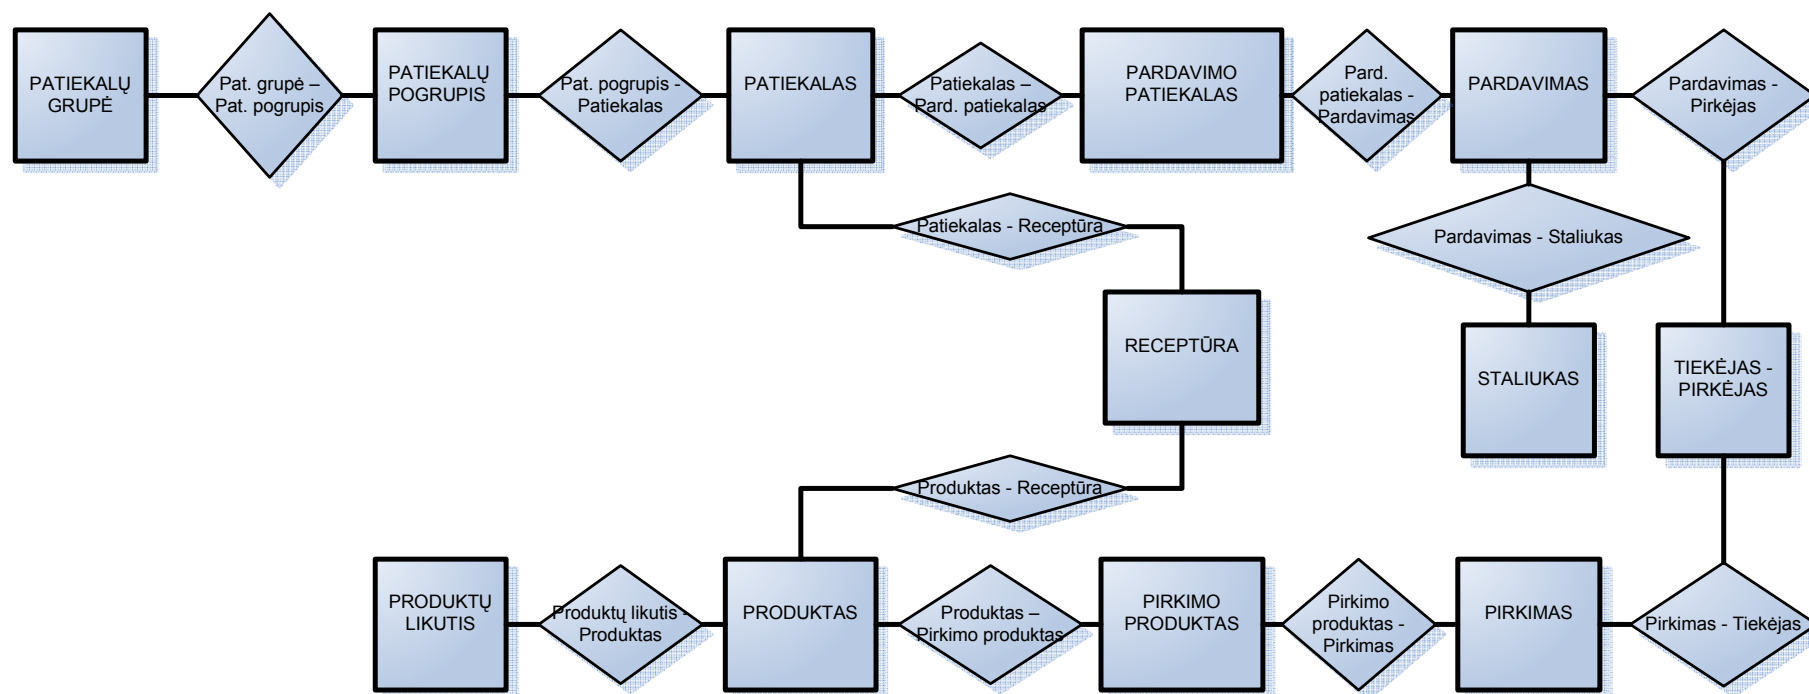 PATIEKALŲ
GRUPĖ
Pat. grupė –
Pat. pogrupis
PATIEKALŲ
POGRUPIS
Pat. pogrupis -
Patiekalas
PATIEKALAS
Patiekalas –
Pard. patiekalas
PARDAVIMO
PATIEKALAS
Pard.
patiekalas -
Pardavimas
PARDAVIMAS
Pardavimas -
Pirkėjas
Patiekalas - Receptūra
Pardavimas - Staliukas
RECEPTŪRA
STALIUKAS
TIEKĖJAS -
PIRKĖJAS
Produktas - Receptūra
PRODUKTŲ
LIKUTIS
Produktų likutis -
Produktas
PRODUKTAS
Produktas –
Pirkimo produktas
PIRKIMO
PRODUKTAS
Pirkimo
produktas -
Pirkimas
PIRKIMAS
Pirkimas - Tiekėjas